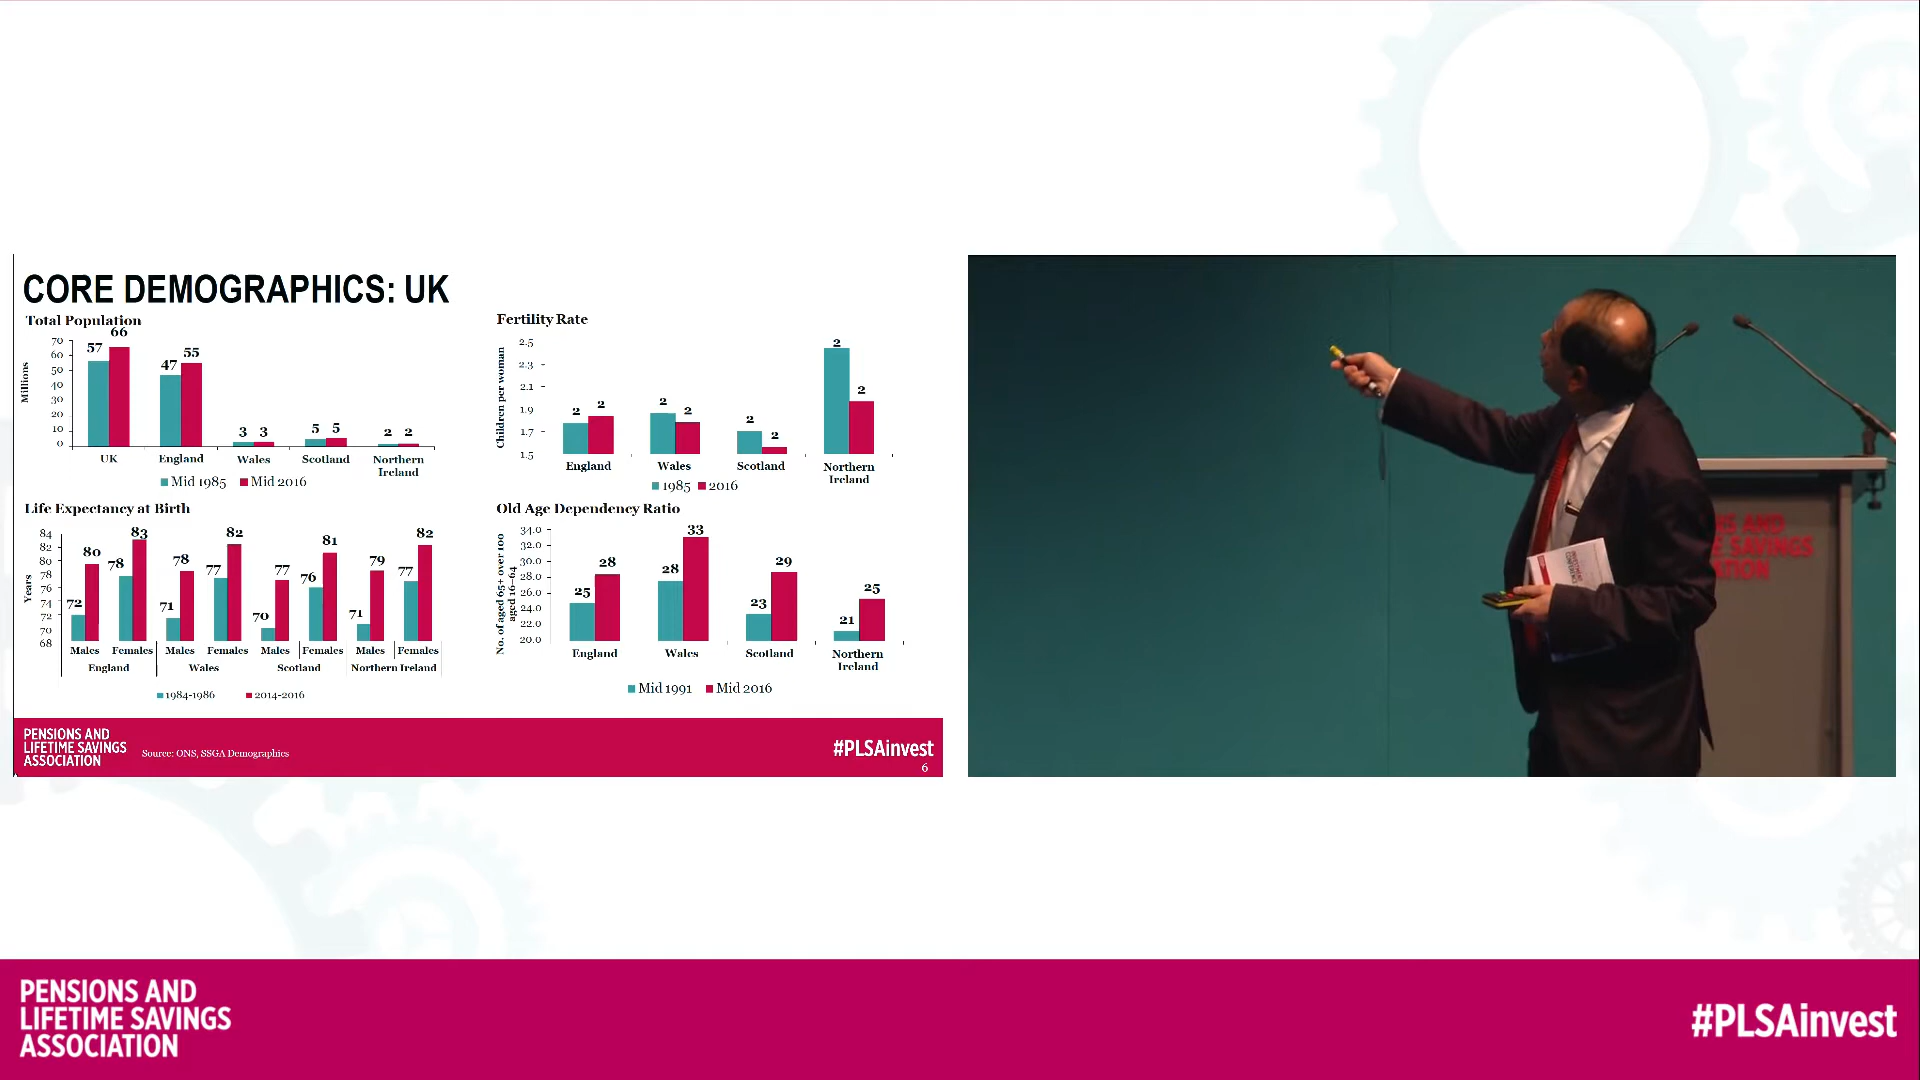 CORE DEMOGRAPHICS: UK
Total Population
Millions
70
60
50
40
30
20
10
0
57
66
47
55
3
3
5
5
2
2
UK
England
Wales
Scotland
Northern
Ireland
Mid 1985
Mid 2016
Fertility Rate
Children per woman
2.5
2.3
2.1
1.9
1.7
1.5
2
2
2
2
2
2
2
2
England
Wales
Scotland
Northern
Ireland
1985
2016
Life Expectancy at Birth
Years
84
82
80
78
76
74
72
70
68
72
80
78
83
71
78
77
82
70
77
76
81
71
79
77
82
Males
Females
Males
Females
Males
Females
Males
Females
England
Wales
Scotland
Northern Ireland
1984-1986
2014-2016
Old Age Dependency Ratio
No. of aged 65+ over 100
aged 16–64
34.0
32.0
30.0
28.0
26.0
24.0
22.0
20.0
25
28
28
33
23
29
21
25
England
Wales
Scotland
Northern
Ireland
Mid 1991
Mid 2016
PENSIONS AND
LIFETIME SAVINGS
ASSOCIATION
Source: ONS, SSGA Demographics
#PLSAinvest
6
AND
SAVINGS
PENSIONS AND
LIFETIME SAVINGS
ASSOCIATION
#PLSAinvest